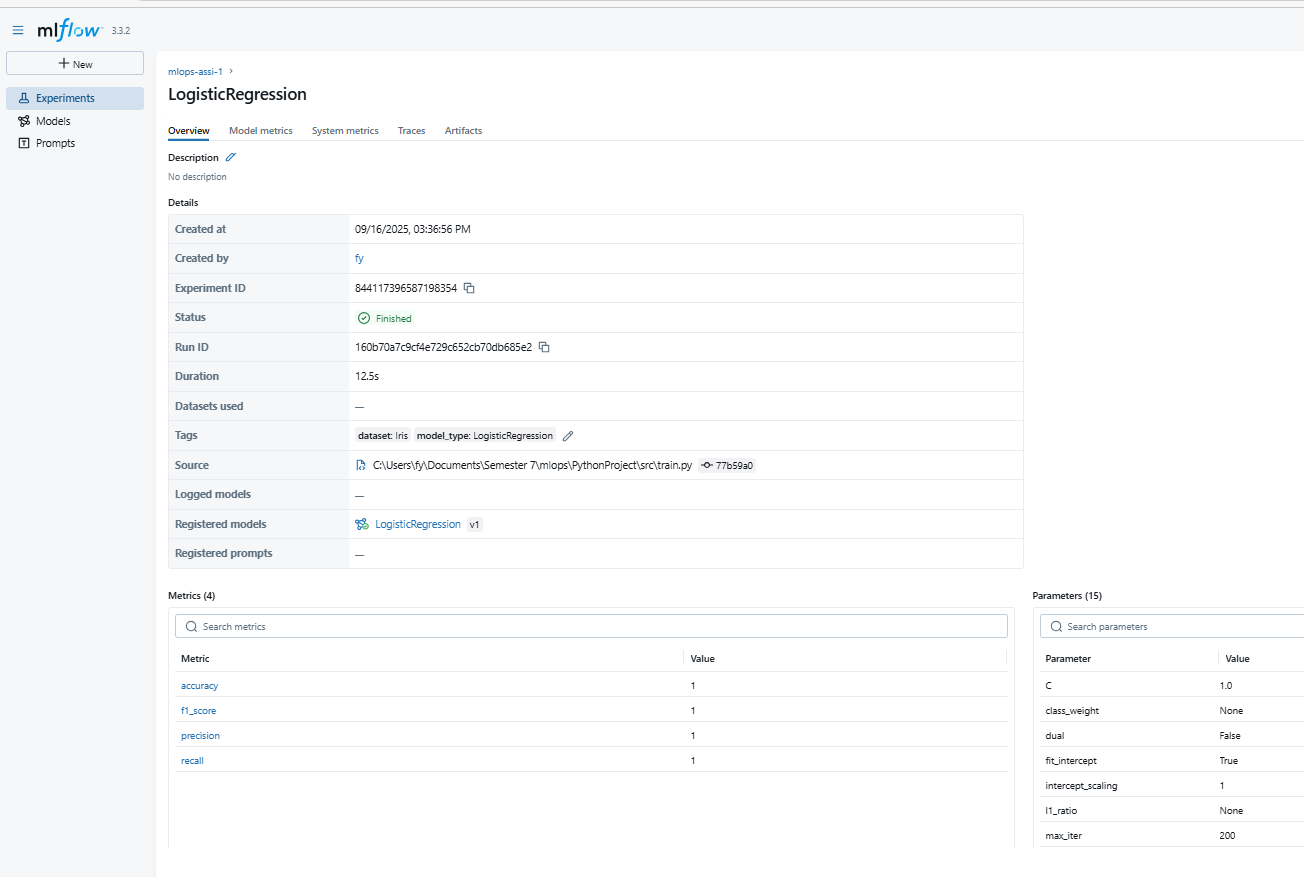 mlflow 3.3.2
New
Experiments
Models
Prompts
mlops-assi-1 ›
LogisticRegression
Overview Model metrics System metrics Traces Artifacts
Description
No description
Details
Created at 09/16/2025, 03:36:56 PM
Created by fy
Experiment ID 844117396587198354
Status Finished
Run ID 160b70a7c9cf4e729c652cb70db685e2
Duration 12.5s
Datasets used —
Tags dataset: Iris model_type: LogisticRegression
Source C:\Users\fy\Documents\Semester 7\mlops\PythonProject\src\train.py 77b59a0
Logged models —
Registered models LogisticRegression v1
Registered prompts —
Metrics (4)
Search metrics
Metric Value
accuracy 1
f1_score 1
precision 1
recall 1
Parameters (15)
Search parameters
Parameter Value
C 1.0
class_weight None
dual False
fit_intercept True
intercept_scaling 1
l1_ratio None
max_iter 200